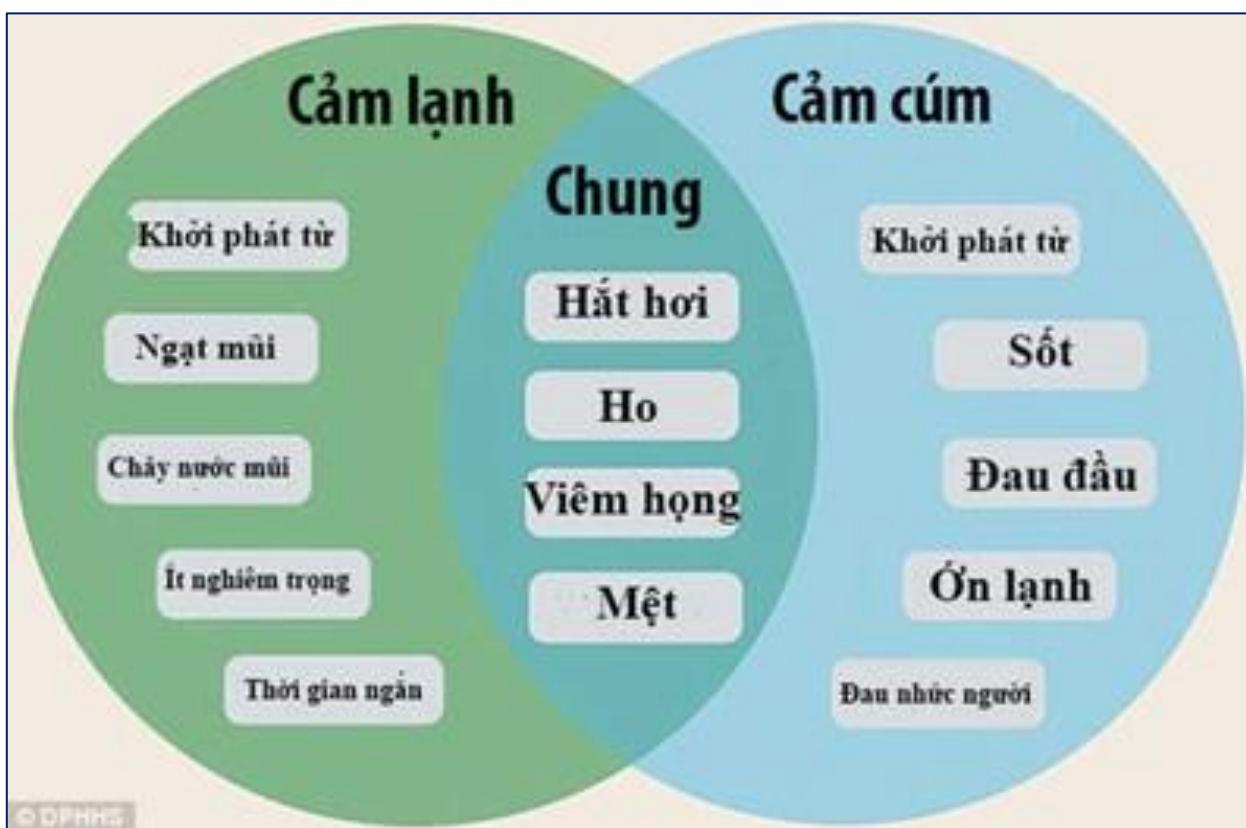 Cảm lạnh
Khởi phát từ
Ngạt mũi
Chảy nước mũi
Ít nghiêm trọng
Thời gian ngắn
Chung
Hắt hơi
Ho
Viêm họng
Mệt
Cảm cúm
Khởi phát từ
Sốt
Đau đầu
Ớn lạnh
Đau nhức người
© DPHHS